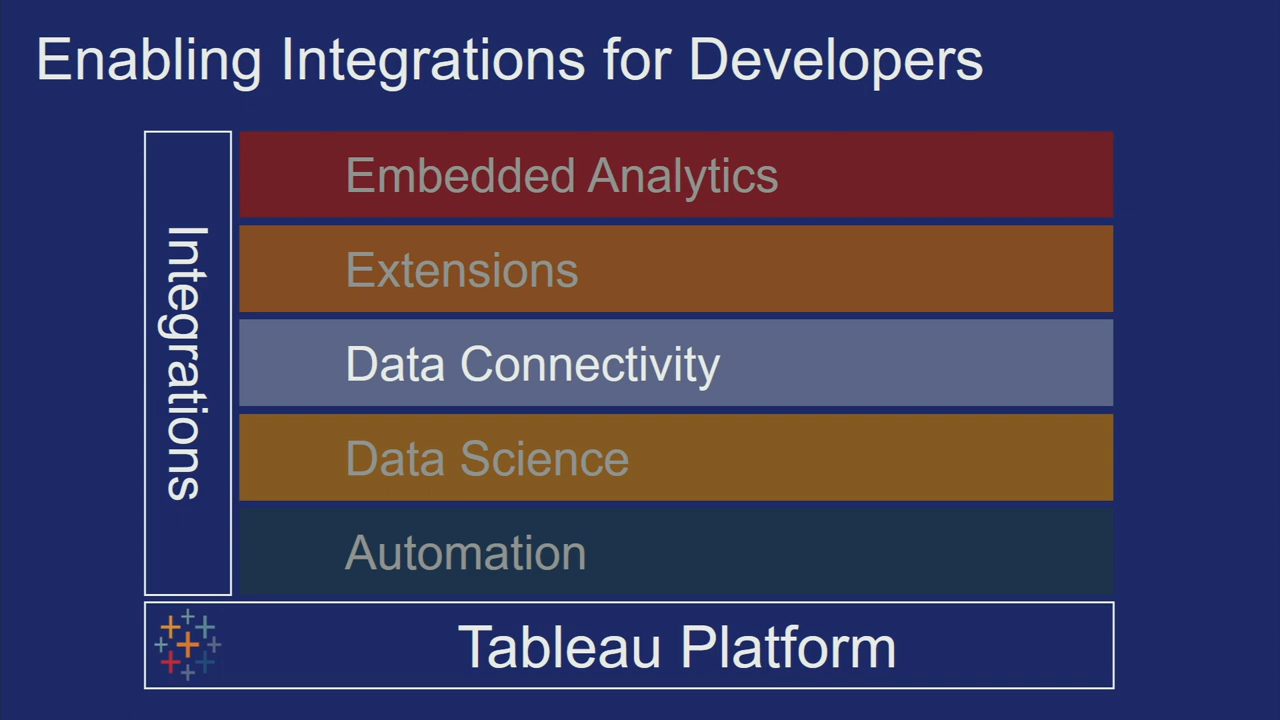 Enabling Integrations for Developers
Integrations
Embedded Analytics
Extensions
Data Connectivity
Data Science
Automation
Tableau Platform